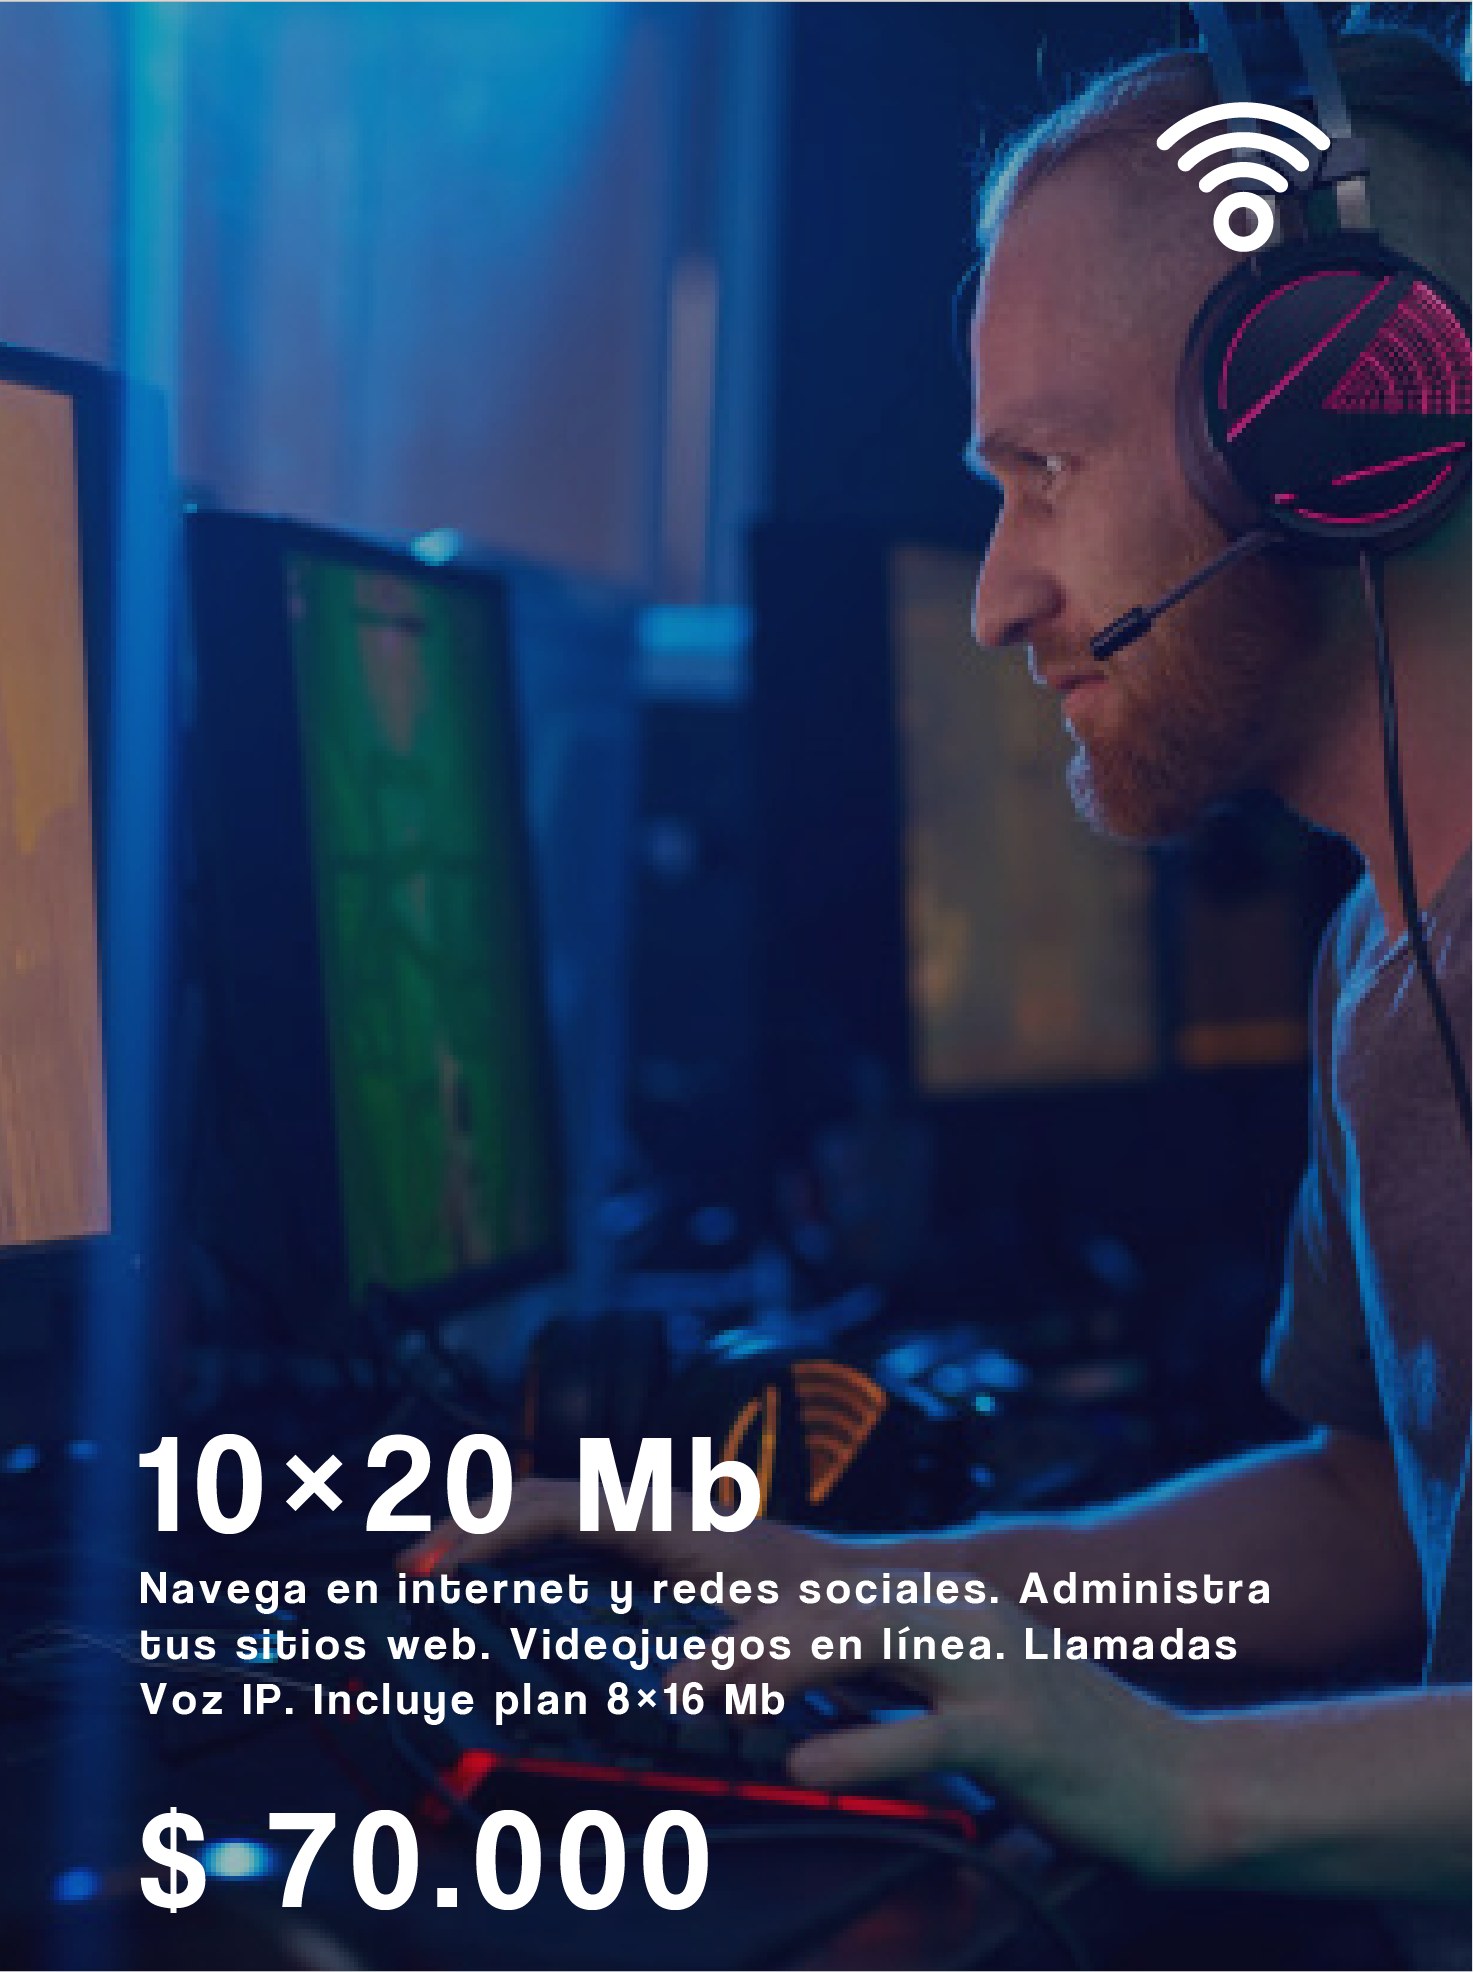 10×20 Mb
Navega en internet y redes sociales. Administra
tus sitios web. Videojuegos en línea. Llamadas
Voz IP. Incluye plan 8×16 Mb
$ 70.000